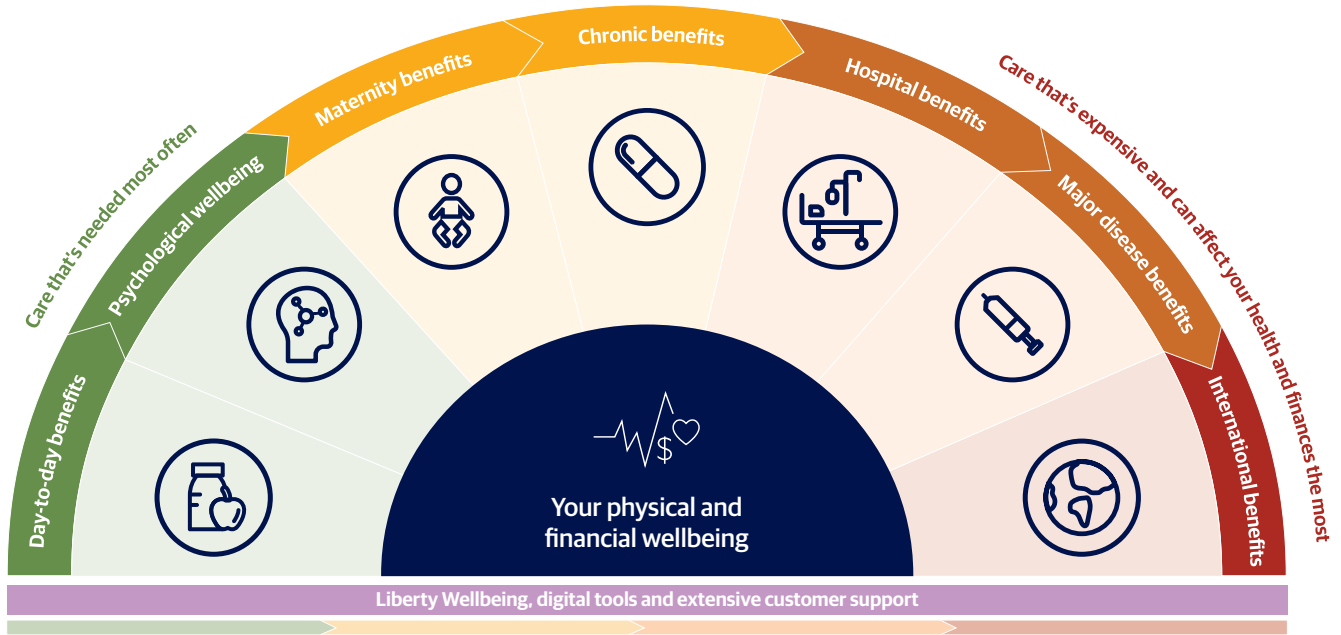 Care that's needed most often
Care that's expensive and can affect your health and finances the most
Day-to-day benefits
Psychological wellbeing
Maternity benefits
Chronic benefits
Hospital benefits
Major disease benefits
International benefits
$
Your physical and
financial wellbeing
Liberty Wellbeing, digital tools and extensive customer support